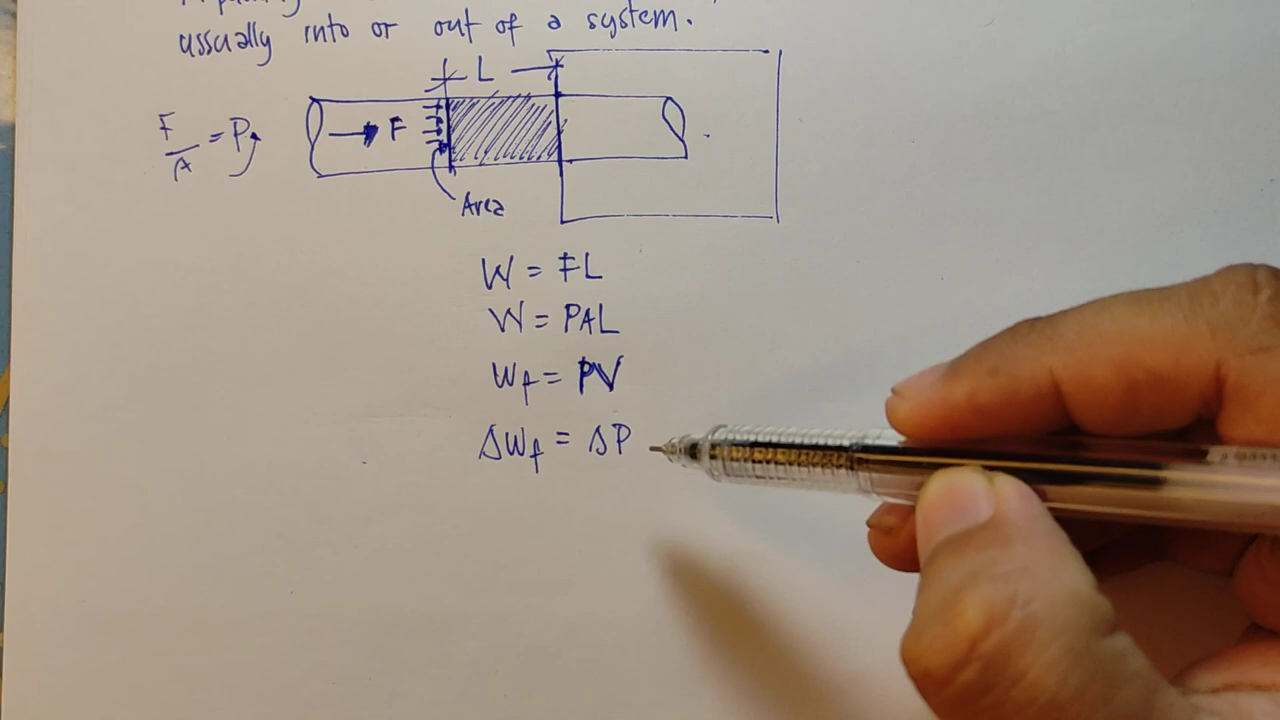 ussually into or out of a system.
L
F/A = P
F
Area
W = FL
W = PAL
Wf = PV
ΔWf = ΔP